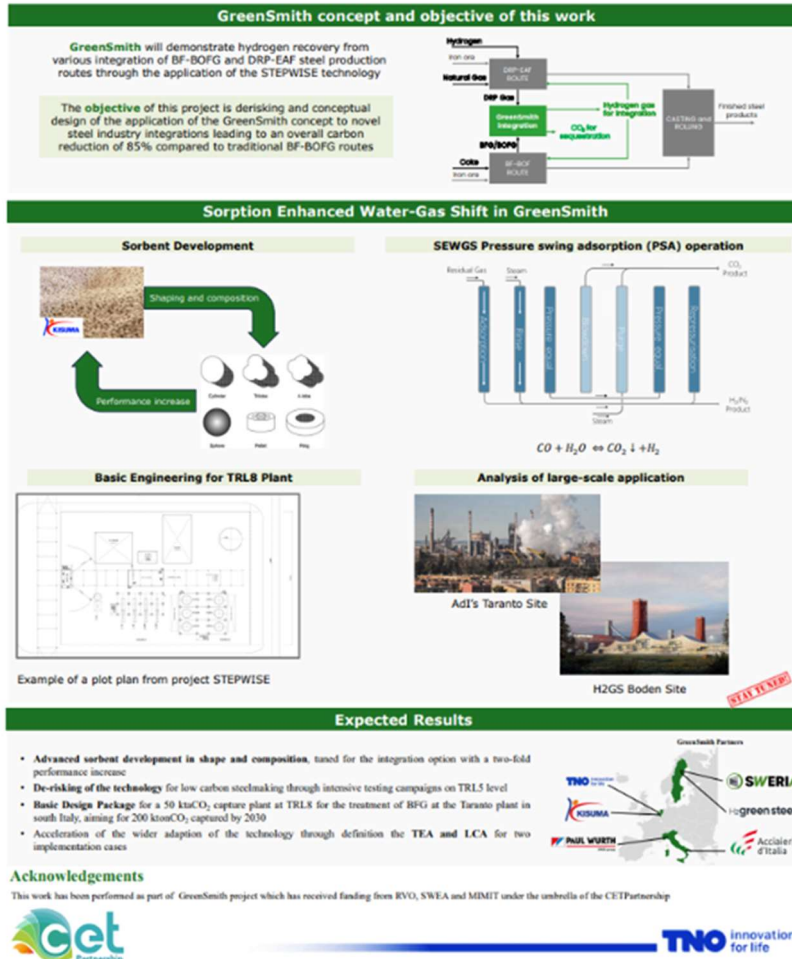 GreenSmith concept and objective of this work
GreenSmith will demonstrate hydrogen recovery from
various integration of BF-BOFG and DRP-EAF steel production
routes through the application of the STEPWISE technology
The objective of this project is derisking and conceptual
design of the application of the GreenSmith concept to novel
steel industry integrations leading to an overall carbon
reduction of 85% compared to traditional BF-BOFG routes
Hydrogen
Iron ore
Natural Gas
DRP-EAF
ROUTE
DRP Gas
GreenSmith
Integration
Hydrogen gas
for integration
CO₂ for
sequestration
BFG/BOFG
Coke
Iron ore
BF-BOF
ROUTE
CASTING and
ROLLING
Finished steel
products
Sorption Enhanced Water-Gas Shift in GreenSmith
Sorbent Development
KISUMA
Shaping and composition
Performance increase
Cylinder
Trilobe
4-lobe
Sphere
Pellet
Ring
SEWGS Pressure swing adsorption (PSA) operation
Residual Gas
Steam
CO₂
Product
Adsorption
Rinse
Pressure equal
Blowdown
Purge
Pressure equal
Repressurisation
H₂/N₂
Product
Steam
CO + H₂O ⇔ CO₂ ↓ +H₂
Basic Engineering for TRL8 Plant
Example of a plot plan from project STEPWISE
Analysis of large-scale application
AdI's Taranto Site
H2GS Boden Site
STAY TUNED!
Expected Results
• Advanced sorbent development in shape and composition, tuned for the integration option with a two-fold
performance increase
• De-risking of the technology for low carbon steelmaking through intensive testing campaigns on TRL5 level
• Basic Design Package for a 50 ktaCO₂ capture plant at TRL8 for the treatment of BFG at the Taranto plant in
south Italy, aiming for 200 ktonCO₂ captured by 2030
• Acceleration of the wider adaption of the technology through definition the TEA and LCA for two
implementation cases
GreenSmith Partners
TNO innovation
for life
KISUMA
PAUL WURTH
SWERIA
H2 green stee
Acciaier
d'Italia
Acknowledgements
This work has been performed as part of GreenSmith project which has received funding from RVO, SWEA and MIMIT under the umbrella of the CETPartnership
cet
Partnership
TNO innovation
for life